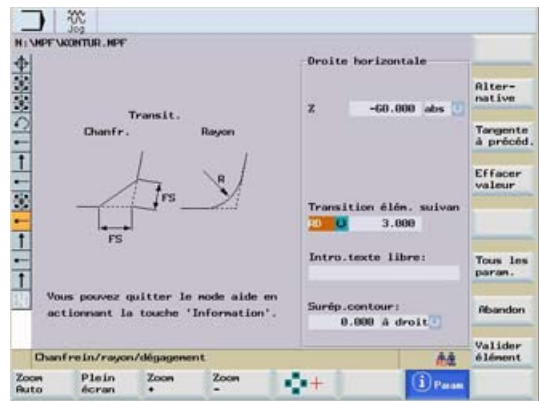 Jog
N:\MPF\KONTUR.MPF
Droite horizontale
Z -60.000 abs
Transit.
Chanfr. Rayon
R
FS
FS
Transition élém. suivan
RD 3.000
Intro.texte libre:
Vous pouvez quitter le mode aide en
actionnant la touche 'Information'.
Surép.contour:
0.000 à droit
Alter-
native
Tangente
à précéd.
Effacer
valeur
Tous les
param.
Abandon
Valider
élément
Chanfrein/rayon/dégagement
Zoom
Auto
Plein
écran
Zoom
+
Zoom
-
Param